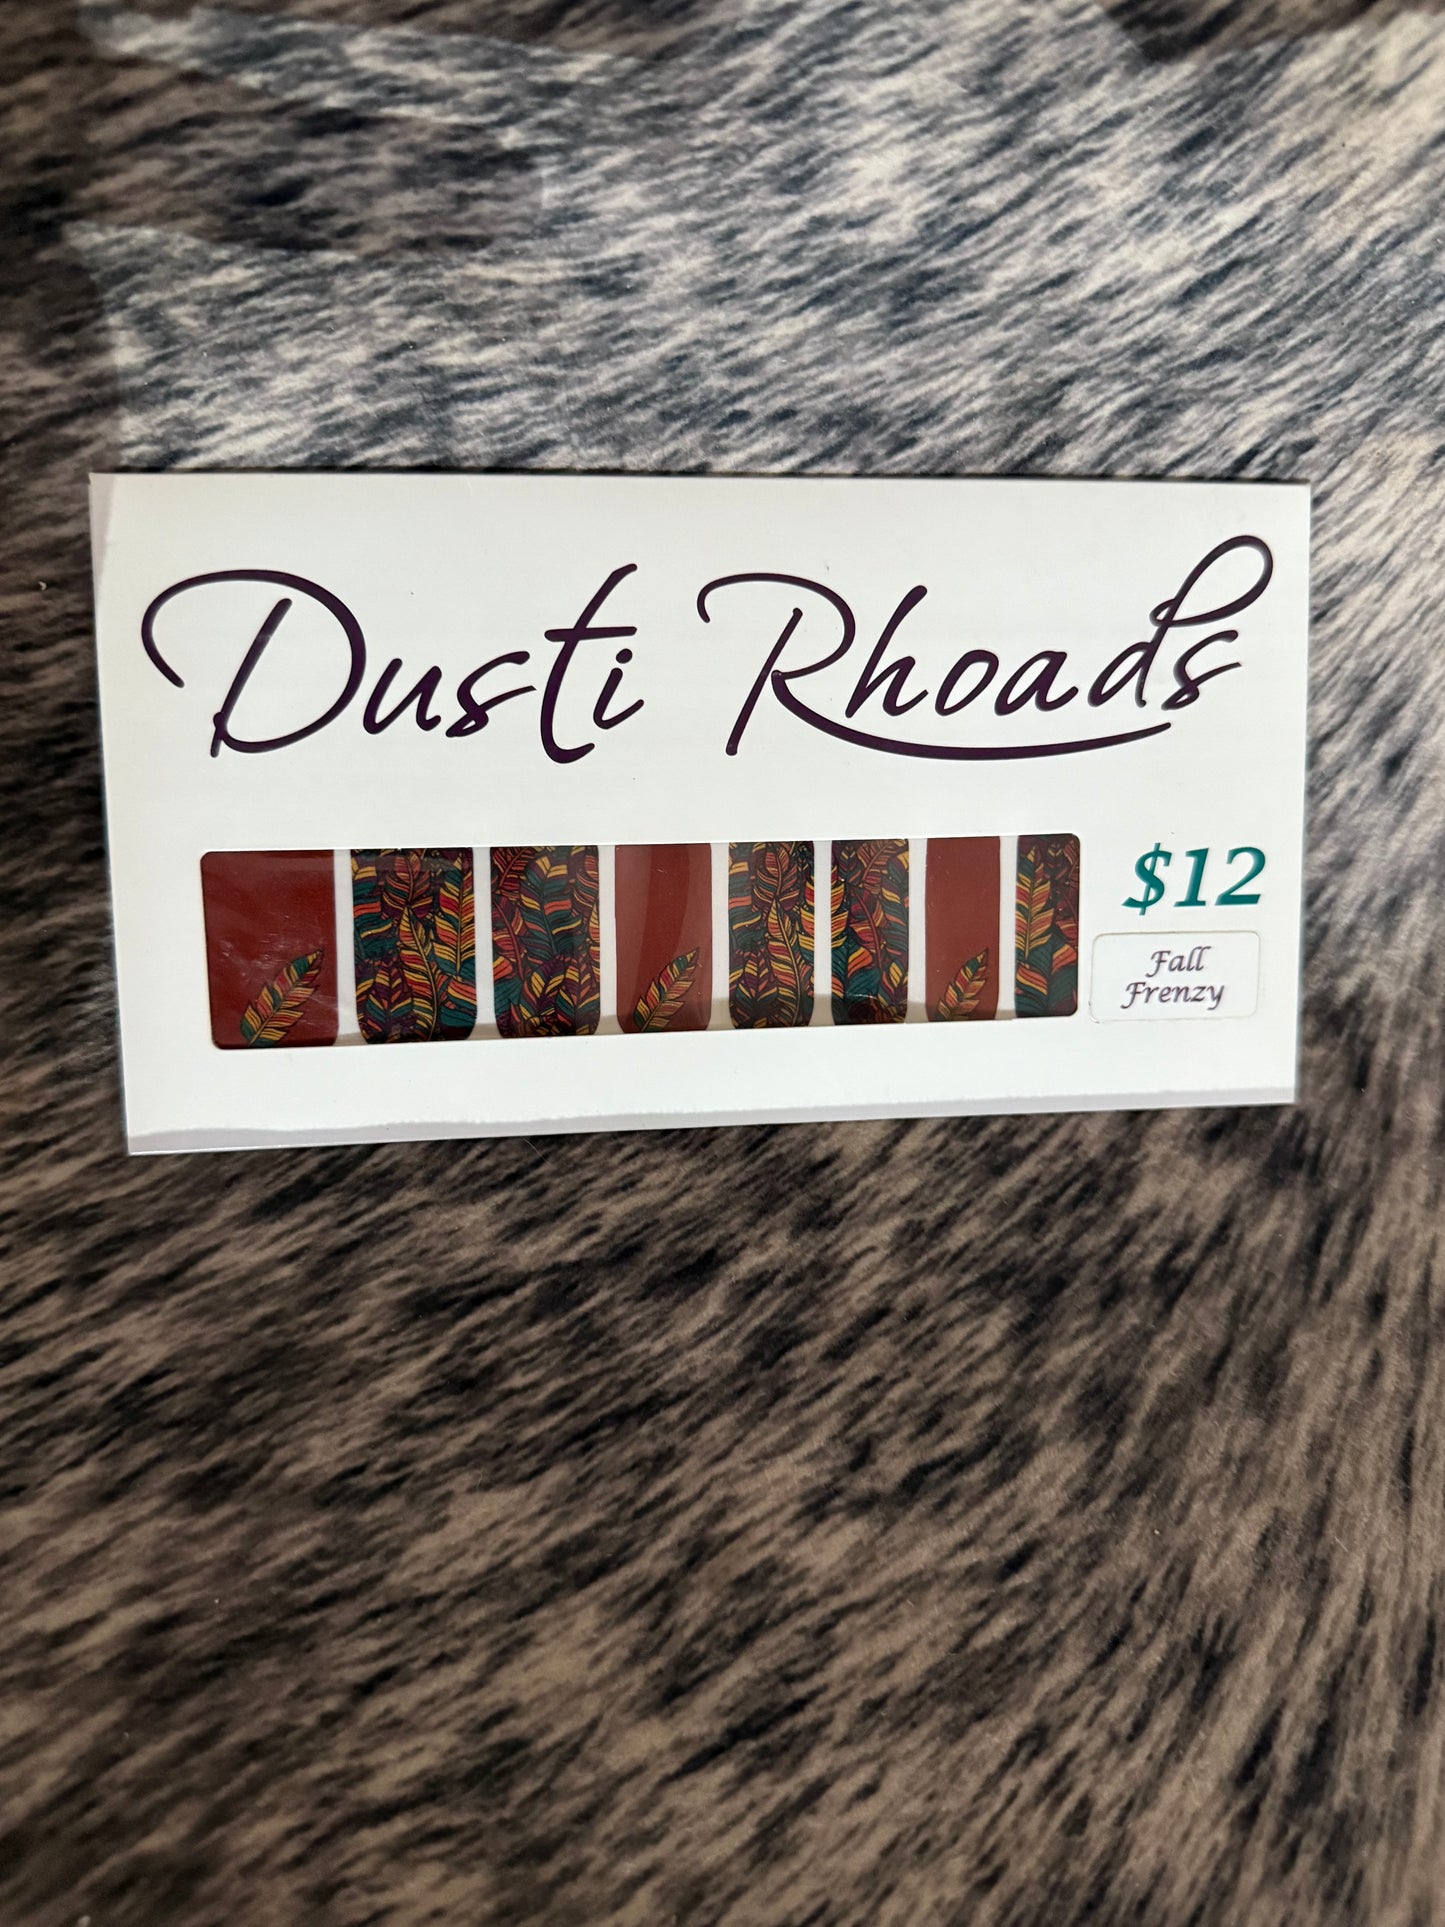 Dusti Rhoads
$12
Fall
Frenzy